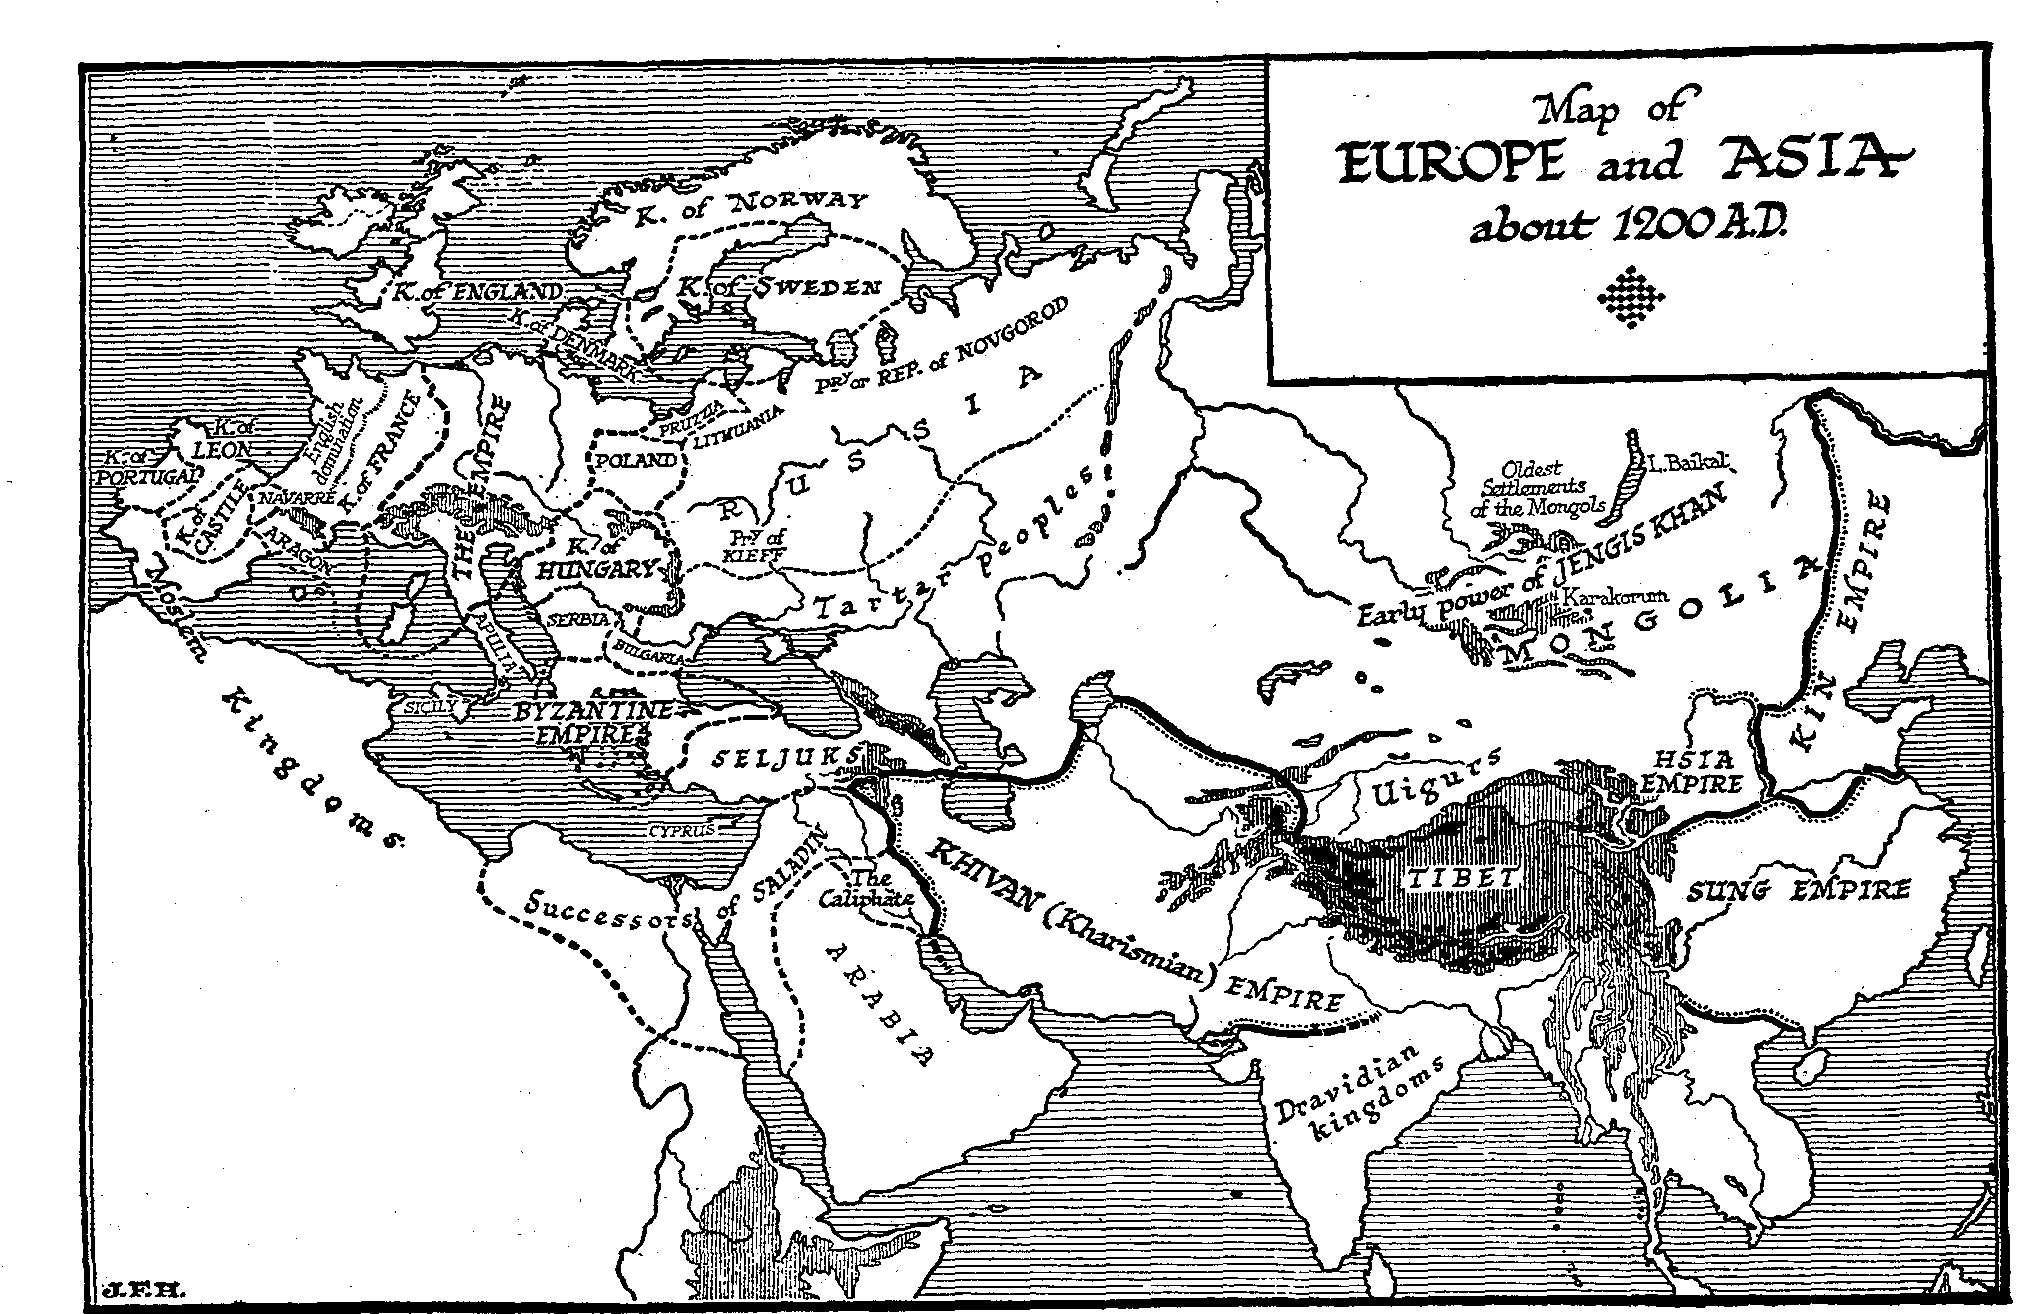 Map of
EUROPE and ASIA
about 1200 A.D.
K. of NORWAY
K. of SWEDEN
K. of ENGLAND
K. of DENMARK
PRY or REP. of NOVGOROD
RUSSIA
PRUZZIA
LITHUANIA
POLAND
English
domination
K. of FRANCE
THE EMPIRE
K. of
LEON
K. of
PORTUGAL
NAVARRE
K. of
CASTILE
ARAGON
Pry of
KIEFF
K. of
HUNGARY
Tartar peoples
SERBIA
BULGARIA
APULIA
SICILY
BYZANTINE
EMPIRE
SELJUKS
CYPRUS
Moslem
Kingdoms.
Successors of SALADIN
The
Caliphate
ARABIA
KHIVAN (Kharismian) EMPIRE
Dravidian
kingdoms
Oldest
Settlements
of the Mongols
L. Baikal
Early power of JENGIS KHAN
Karakorum
MONGOLIA
KIN EMPIRE
HSIA
EMPIRE
Uigurs
TIBET
SUNG EMPIRE
J.F.H.